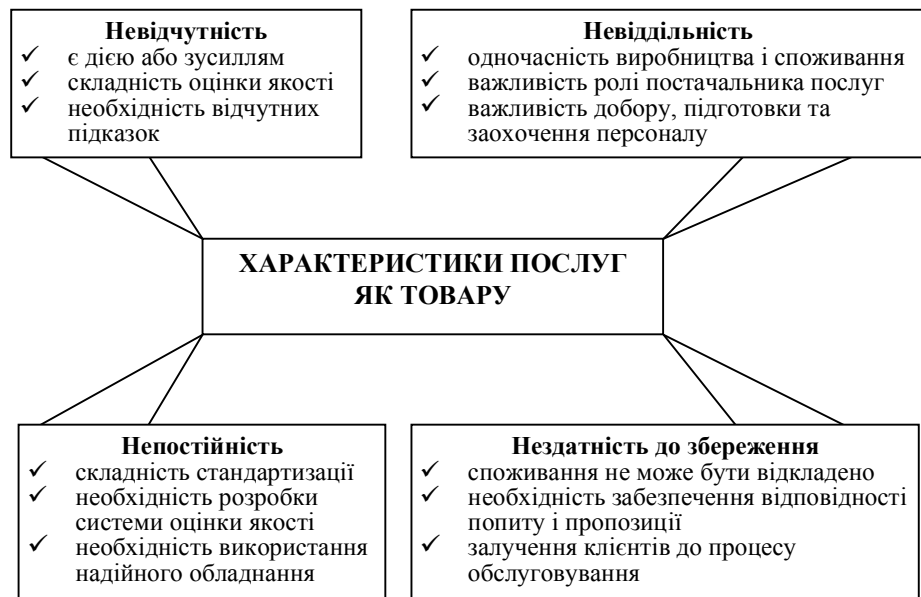 Невідчутність
✓ є дією або зусиллям
✓ складність оцінки якості
✓ необхідність відчутних
підказок
Невіддільність
✓ одночасність виробництва і споживання
✓ важливість ролі постачальника послуг
✓ важливість добору, підготовки та
заохочення персоналу
ХАРАКТЕРИСТИКИ ПОСЛУГ
ЯК ТОВАРУ
Непостійність
✓ складність стандартизації
✓ необхідність розробки
системи оцінки якості
✓ необхідність використання
надійного обладнання
Нездатність до збереження
✓ споживання не може бути відкладено
✓ необхідність забезпечення відповідності
попиту і пропозиції
✓ залучення клієнтів до процесу
обслуговування